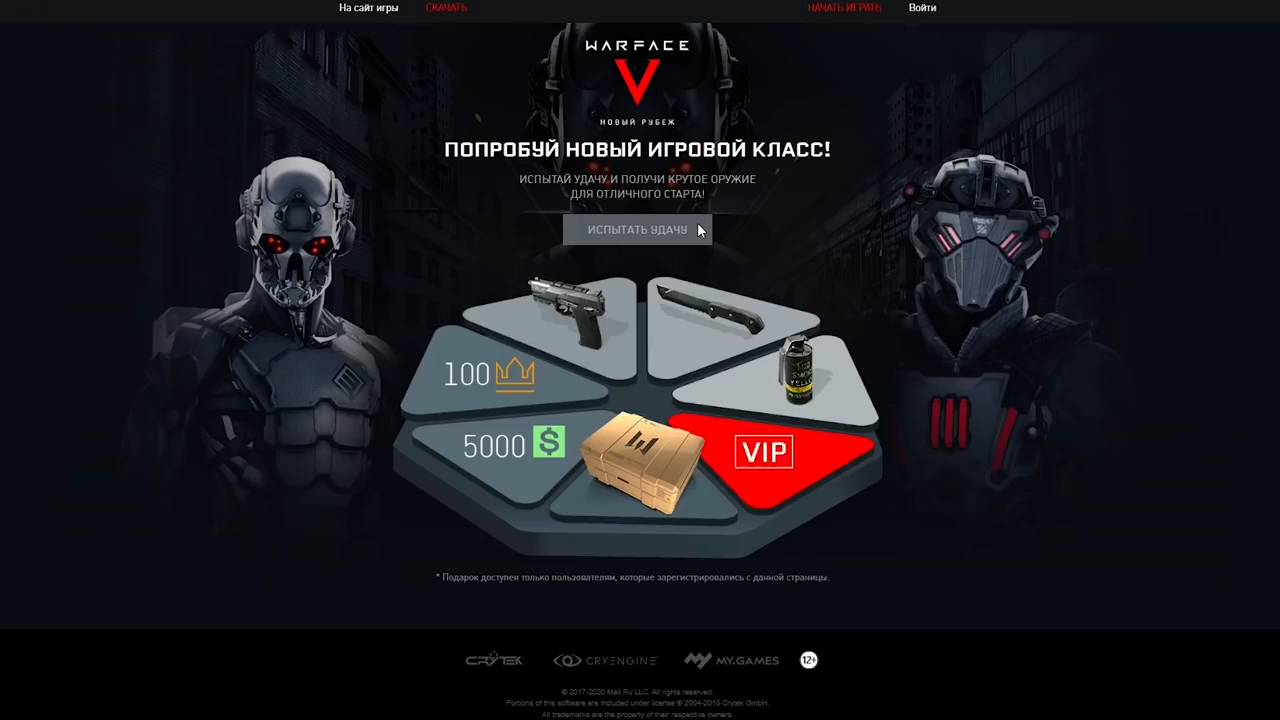 На сайт игры
СКАЧАТЬ
НАЧАТЬ ИГРАТЬ
Войти
WARFACE
НОВЫЙ РУБЕЖ
ПОПРОБУЙ НОВЫЙ ИГРОВОЙ КЛАСС!
ИСПЫТАЙ УДАЧУ И ПОЛУЧИ КРУТОЕ ОРУЖИЕ
ДЛЯ ОТЛИЧНОГО СТАРТА!
ИСПЫТАТЬ УДАЧУ
100
SMOKE
YELLOW
5000 $
VIP
* Подарок доступен только пользователям, которые зарегистрировались с данной страницы.
CRYTEK
CRYENGINE
MY.GAMES
12+
© 2017-2020 Mail.Ru LLC. All rights reserved.
Portions of this software are included under license © 2004-2018 Crytek GmbH.
All trademarks are the property of their respective owners.